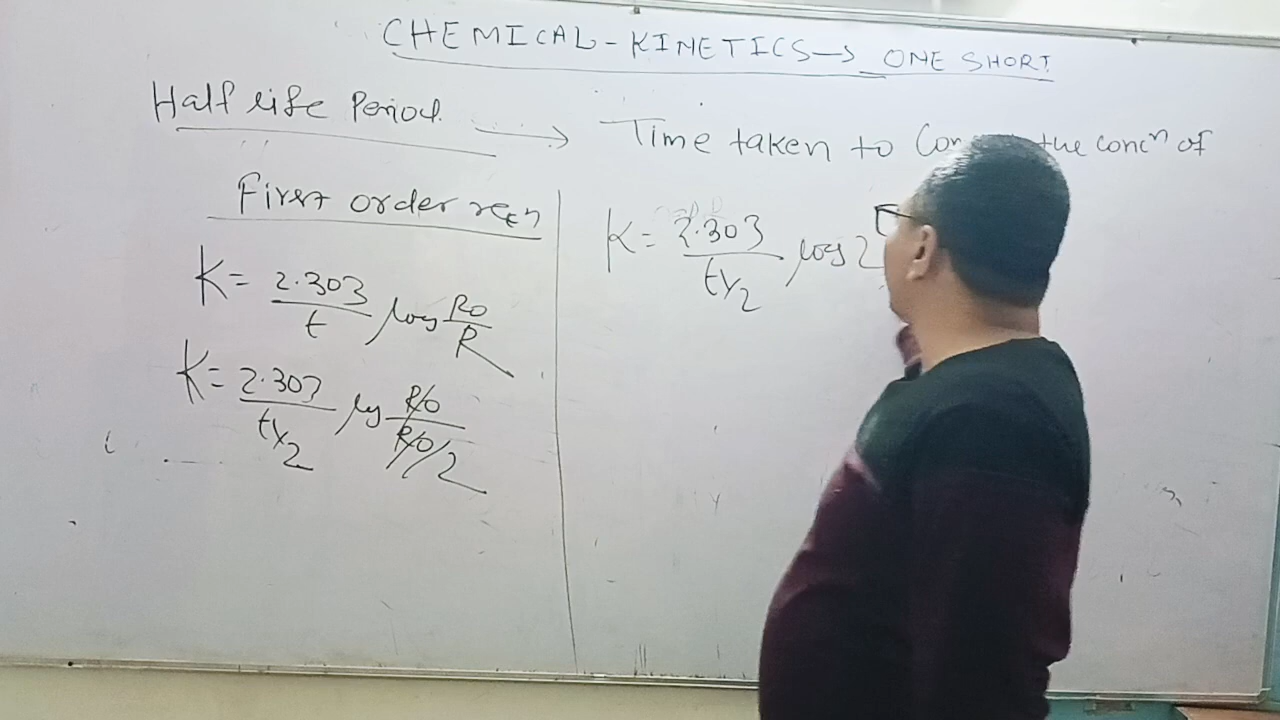 CHEMICAL-KINETICS→ ONE SHORT
Half life Period. → Time taken to the concⁿ of
First order rexⁿ
K= 2.303/t log R0/R
K= 2.303/t1/2 log R0/R0/2
K= 2.303/t1/2 log 2